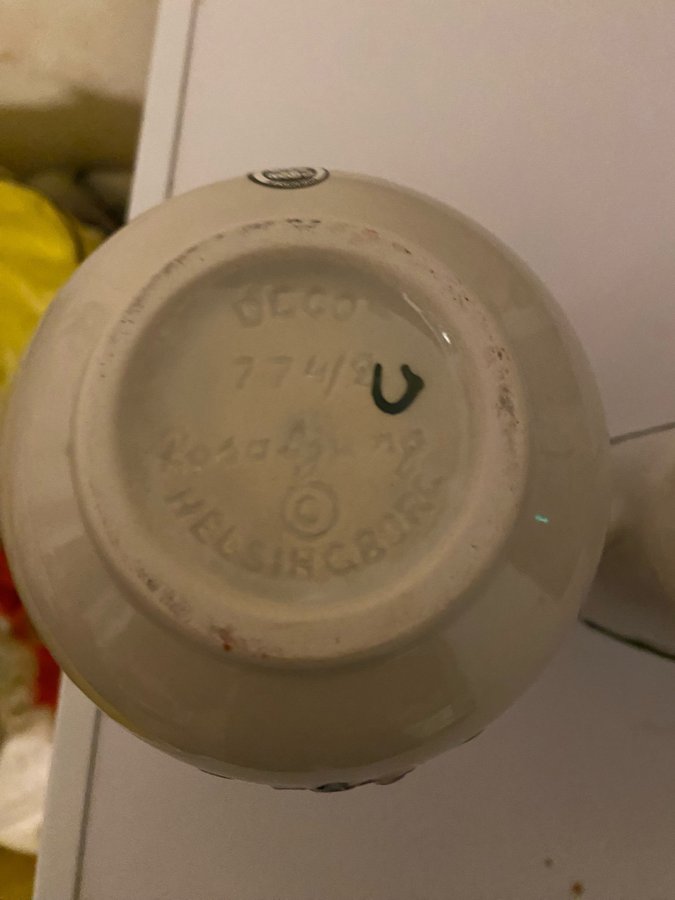 DECO
774/2
U
Rosa Ljung
©
HELSINGBORG